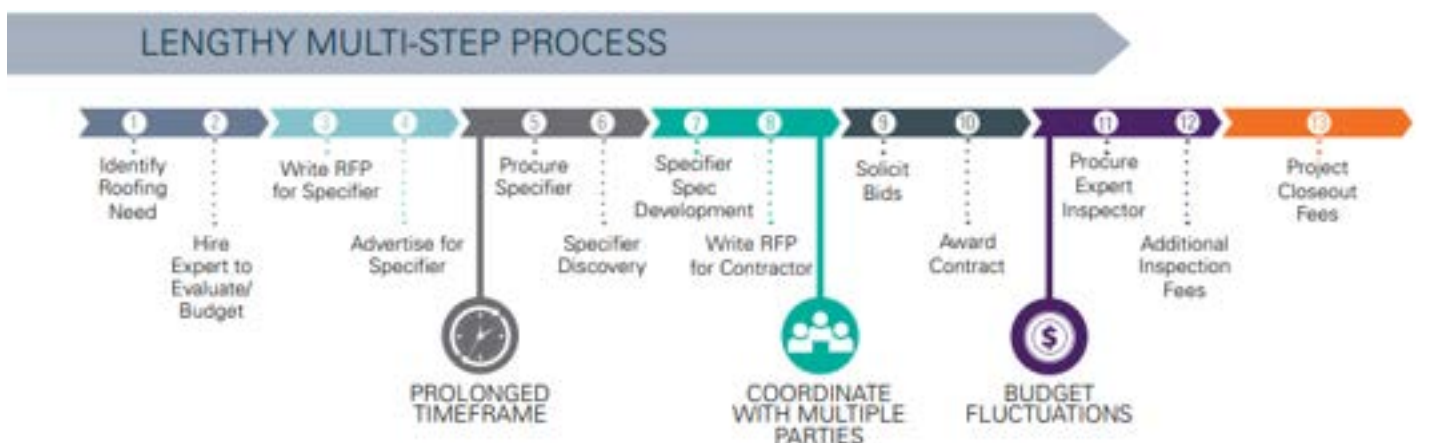 LENGTHY MULTI-STEP PROCESS
1
2
3
4
5
6
7
8
9
10
11
12
13
Identify
Roofing
Need
Hire
Expert to
Evaluate/
Budget
Write RFP
for Specifier
Advertise for
Specifier
Procure
Specifier
Specifier
Discovery
Specifier
Spec
Development
Write RFP
for Contractor
Solicit
Bids
Award
Contract
Procure
Expert
Inspector
Additional
Inspection
Fees
Project
Closeout
Fees
PROLONGED
TIMEFRAME
COORDINATE
WITH MULTIPLE
PARTIES
$
BUDGET
FLUCTUATIONS